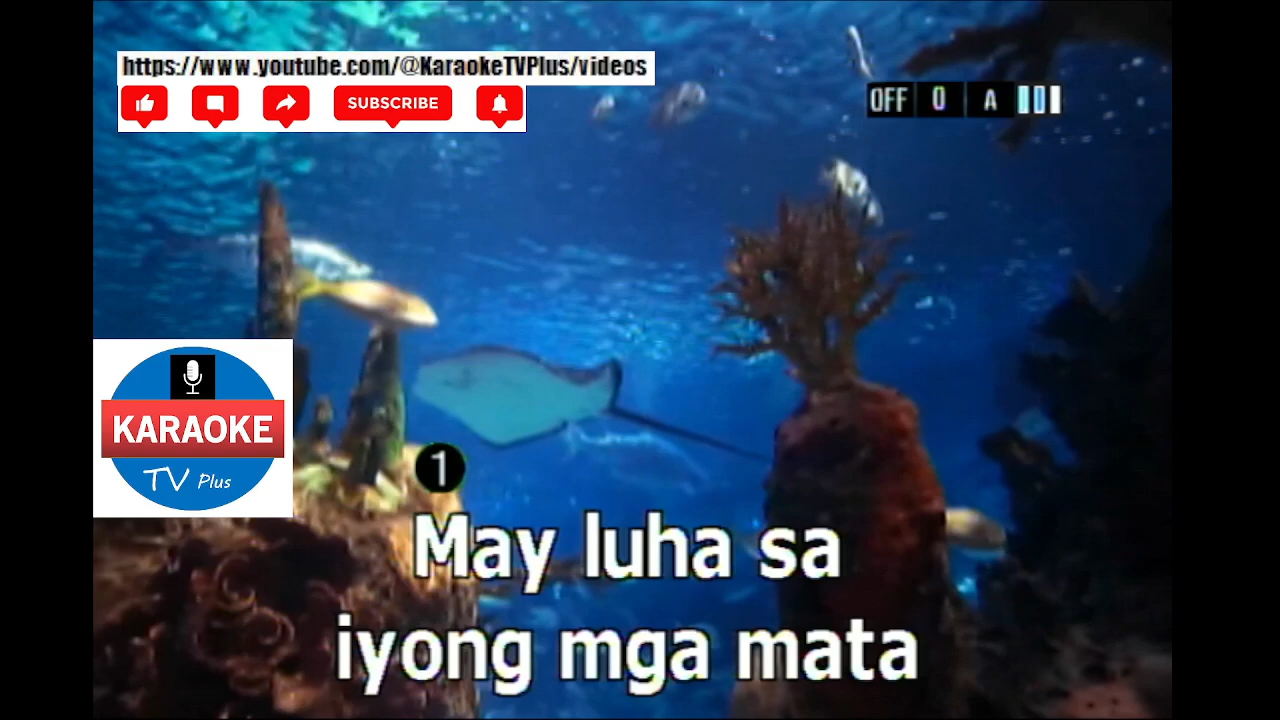 https://www.youtube.com/@KaraokeTVPlus/videos
SUBSCRIBE
OFF 0 A
KARAOKE
TV Plus
1
May luha sa
iyong mga mata